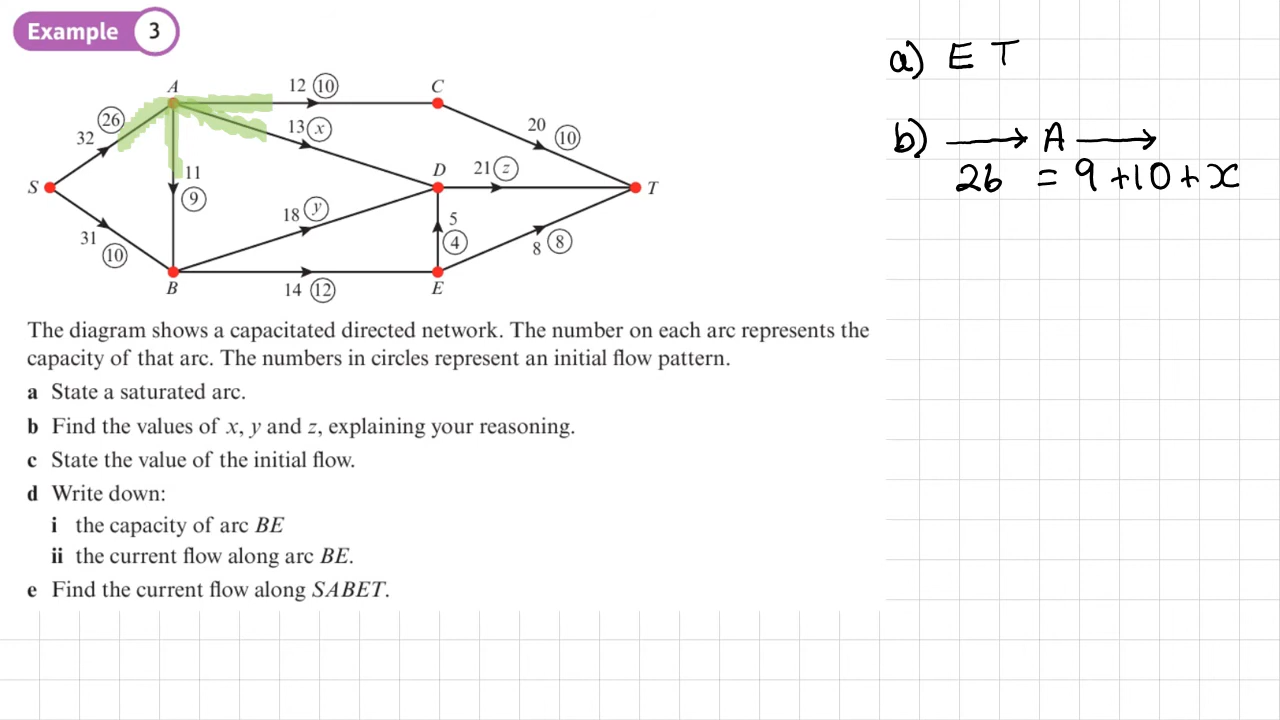 Example 3
A
12 (10)
C
26
32
13 (x)
20
(10)
11
(9)
S
D
21 (z)
T
31
(10)
18 (y)
5
(4)
8 (8)
B
14 (12)
E
The diagram shows a capacitated directed network. The number on each arc represents the
capacity of that arc. The numbers in circles represent an initial flow pattern.
a State a saturated arc.
b Find the values of x, y and z, explaining your reasoning.
c State the value of the initial flow.
d Write down:
i the capacity of arc BE
ii the current flow along arc BE.
e Find the current flow along SABET.
a) E T
b) → A →
26 = 9 + 10 + x